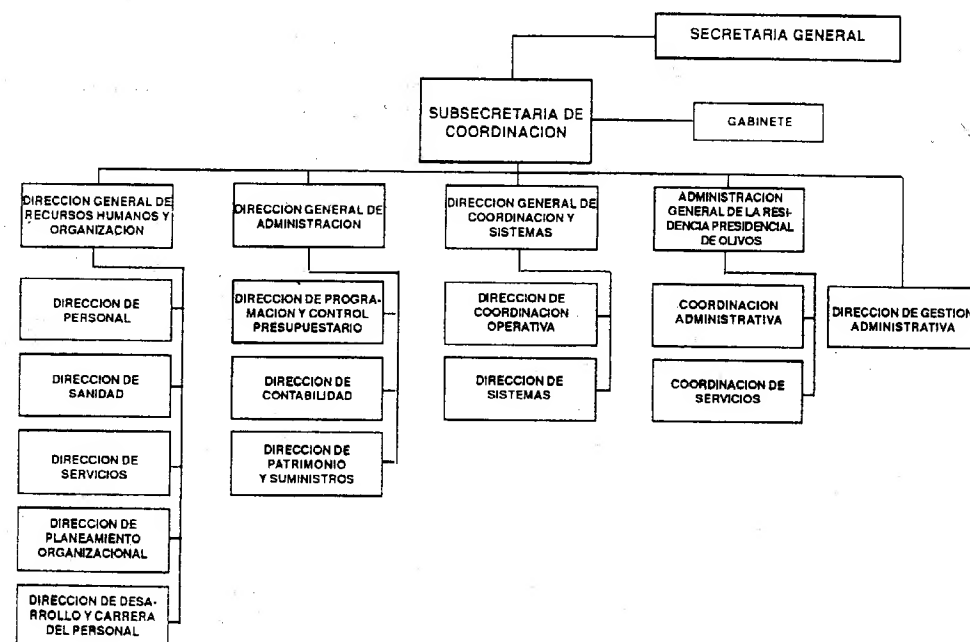 SECRETARIA GENERAL
SUBSECRETARIA DE
COORDINACION
GABINETE
DIRECCION GENERAL DE
RECURSOS HUMANOS Y
ORGANIZACIÓN
DIRECCION GENERAL DE
ADMINISTRACION
DIRECCION GENERAL DE
COORDINACION Y
SISTEMAS
ADMINISTRACION
GENERAL DE LA RESI-
DENCIA PRESIDENCIAL
DE OLIVOS
DIRECCION DE
PERSONAL
DIRECCION DE PROGRA-
MACION Y CONTROL
PRESUPUESTARIO
DIRECCION DE
COORDINACION
OPERATIVA
COORDINACION
ADMINISTRATIVA
DIRECCION DE GESTION
ADMINISTRATIVA
DIRECCION DE
SANIDAD
DIRECCION DE
CONTABILIDAD
DIRECCION DE
SISTEMAS
COORDINACION DE
SERVICIOS
DIRECCION DE
SERVICIOS
DIRECCION DE
PATRIMONIO
Y SUMINISTROS
DIRECCION DE
PLANEAMIENTO
ORGANIZACIONAL
DIRECCION DE DESA-
RROLLO Y CARRERA
DEL PERSONAL